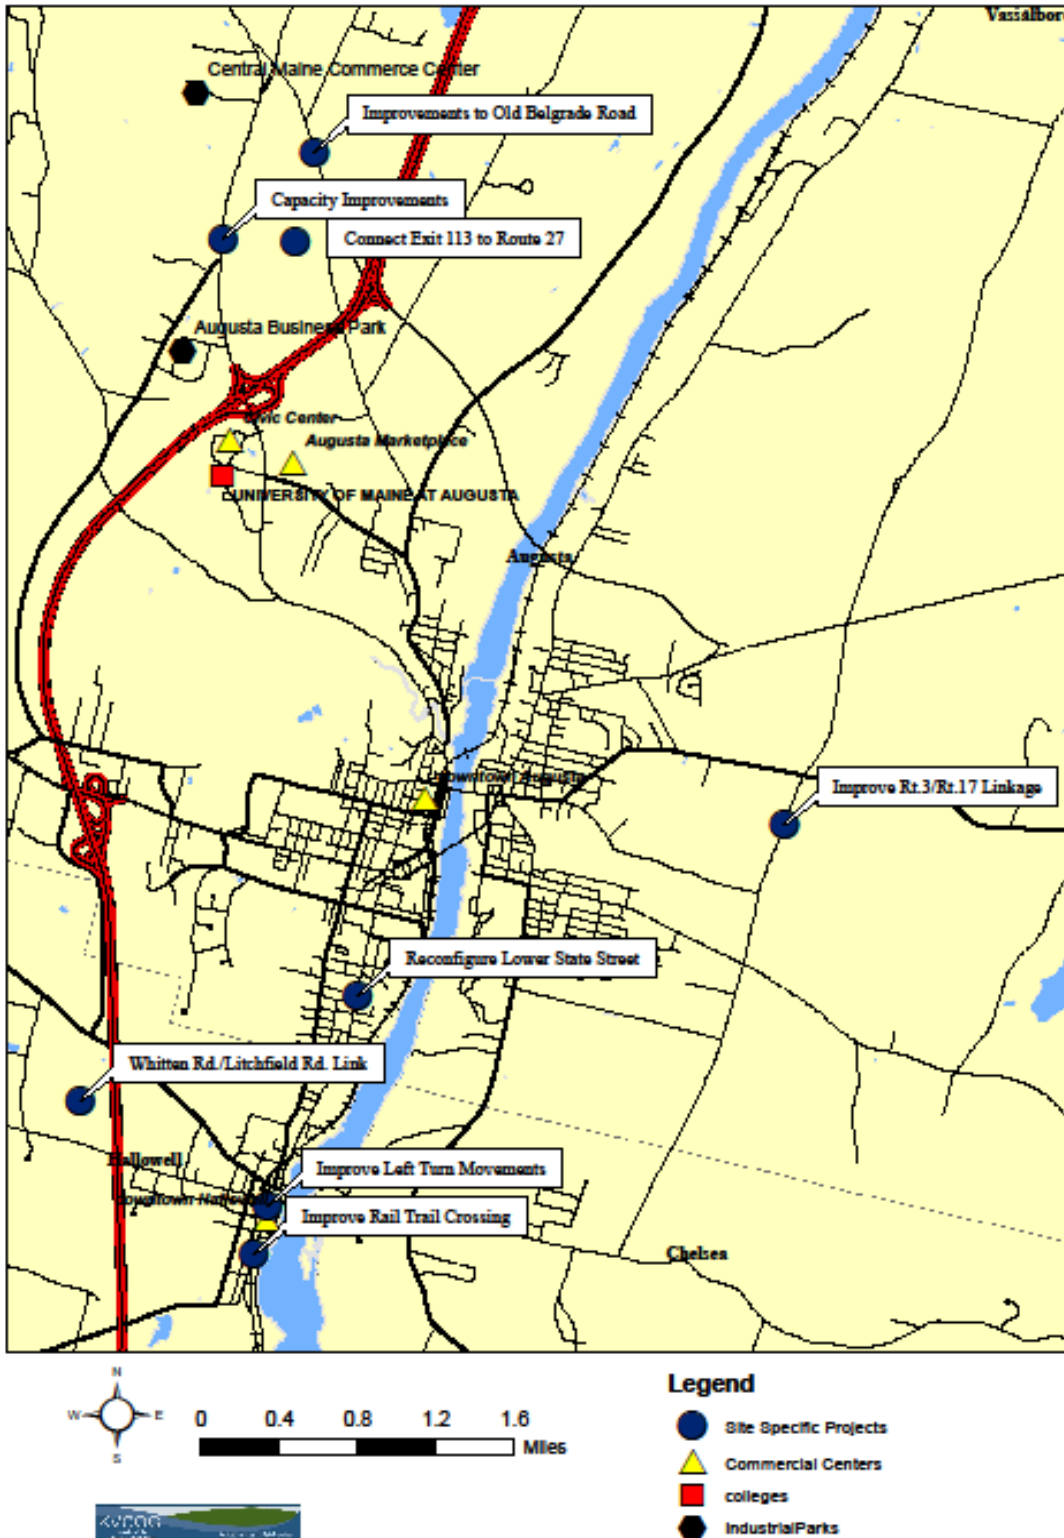 Vassalboro
Central Maine Commerce Center
Improvements to Old Belgrade Road
Capacity Improvements
Connect Exit 113 to Route 27
Augusta Business Park
Civic Center
Augusta Marketplace
UNIVERSITY OF MAINE AT AUGUSTA
Augusta
Downtown Augusta
Improve Rt.3/Rt.17 Linkage
Reconfigure Lower State Street
Whitten Rd./Litchfield Rd. Link
Hallowell
Improve Left Turn Movements
Downtown Hallowell
Improve Rail Trail Crossing
Chelsea
N
W
E
S
0 0.4 0.8 1.2 1.6
Miles
Legend
Site Specific Projects
Commercial Centers
colleges
IndustrialParks
KVCOG